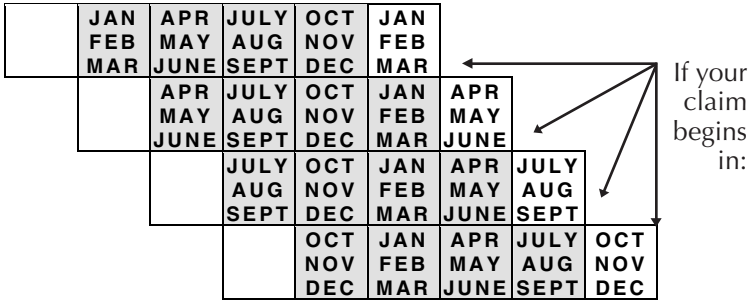 JAN APR JULY OCT JAN
FEB MAY AUG NOV FEB
MAR JUNE SEPT DEC MAR
APR JULY OCT JAN APR
MAY AUG NOV FEB MAY
JUNE SEPT DEC MAR JUNE
JULY OCT JAN APR JULY
AUG NOV FEB MAY AUG
SEPT DEC MAR JUNE SEPT
OCT JAN APR JULY OCT
NOV FEB MAY AUG NOV
DEC MAR JUNE SEPT DEC
If your
claim
begins
in: